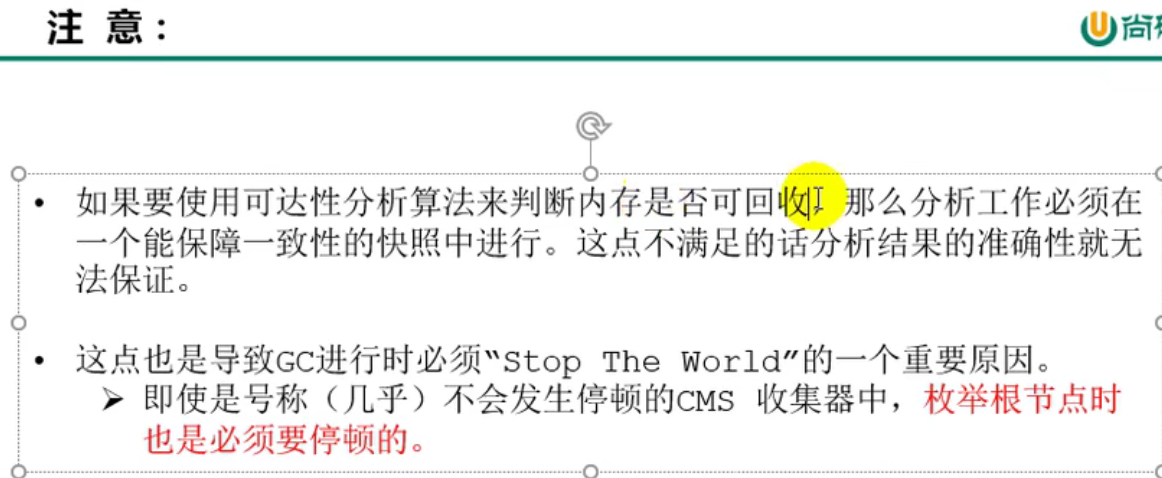 注 意：
尚
• 如果要使用可达性分析算法来判断内存是否可回收，那么分析工作必须在
一个能保障一致性的快照中进行。这点不满足的话分析结果的准确性就无
法保证。
• 这点也是导致GC进行时必须“Stop The World”的一个重要原因。
➢ 即使是号称（几乎）不会发生停顿的CMS 收集器中，枚举根节点时
也是必须要停顿的。